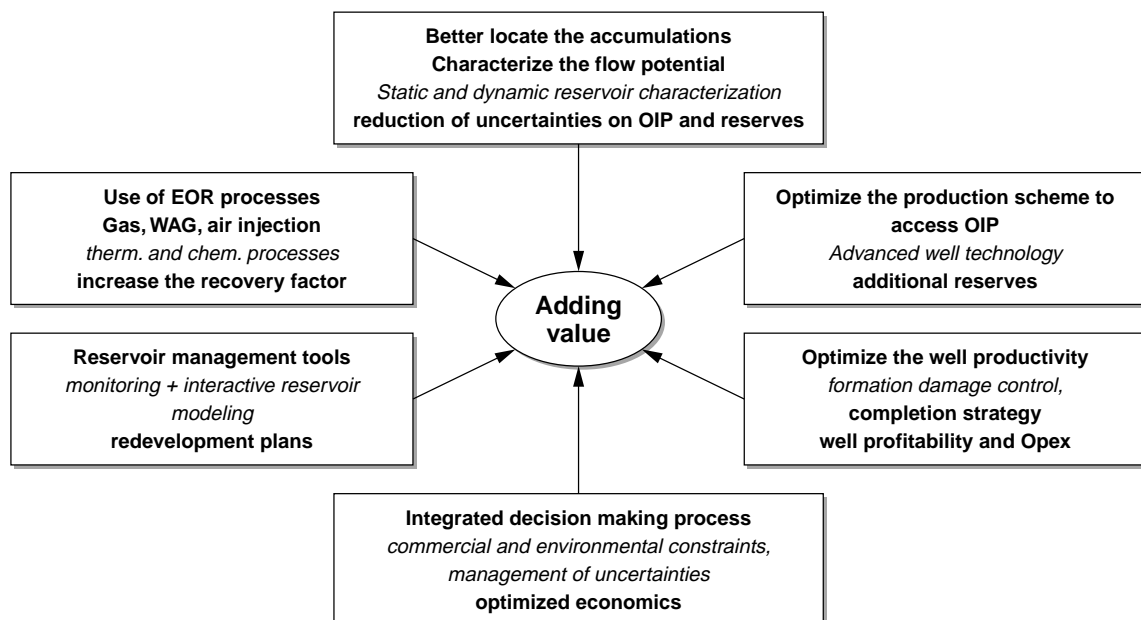 Better locate the accumulations
Characterize the flow potential
Static and dynamic reservoir characterization
reduction of uncertainties on OIP and reserves
Use of EOR processes
Gas, WAG, air injection
therm. and chem. processes
increase the recovery factor
Optimize the production scheme to
access OIP
Advanced well technology
additional reserves
Adding
value
Reservoir management tools
monitoring + interactive reservoir
modeling
redevelopment plans
Optimize the well productivity
formation damage control,
completion strategy
well profitability and Opex
Integrated decision making process
commercial and environmental constraints,
management of uncertainties
optimized economics